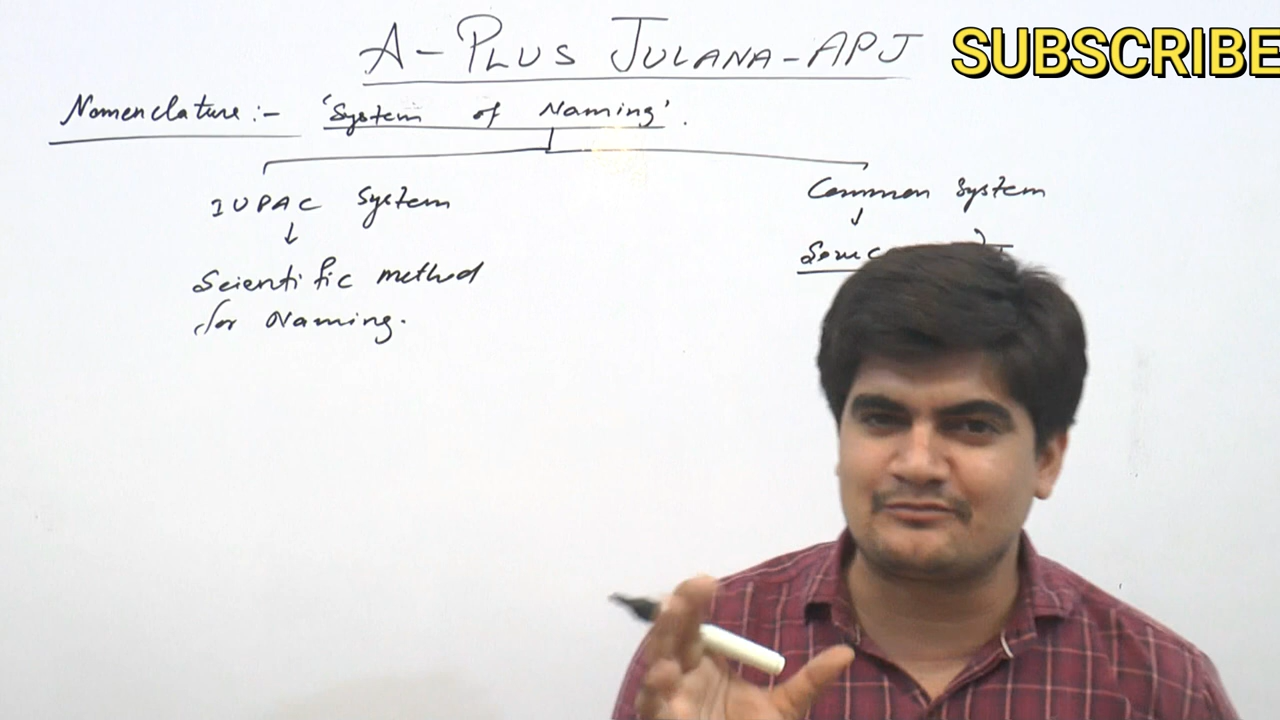 A-PLUS JULANA-APJ
SUBSCRIBE
Nomenclature:- 'System of Naming'.
IUPAC System
Common System
Scientific method
for Naming.